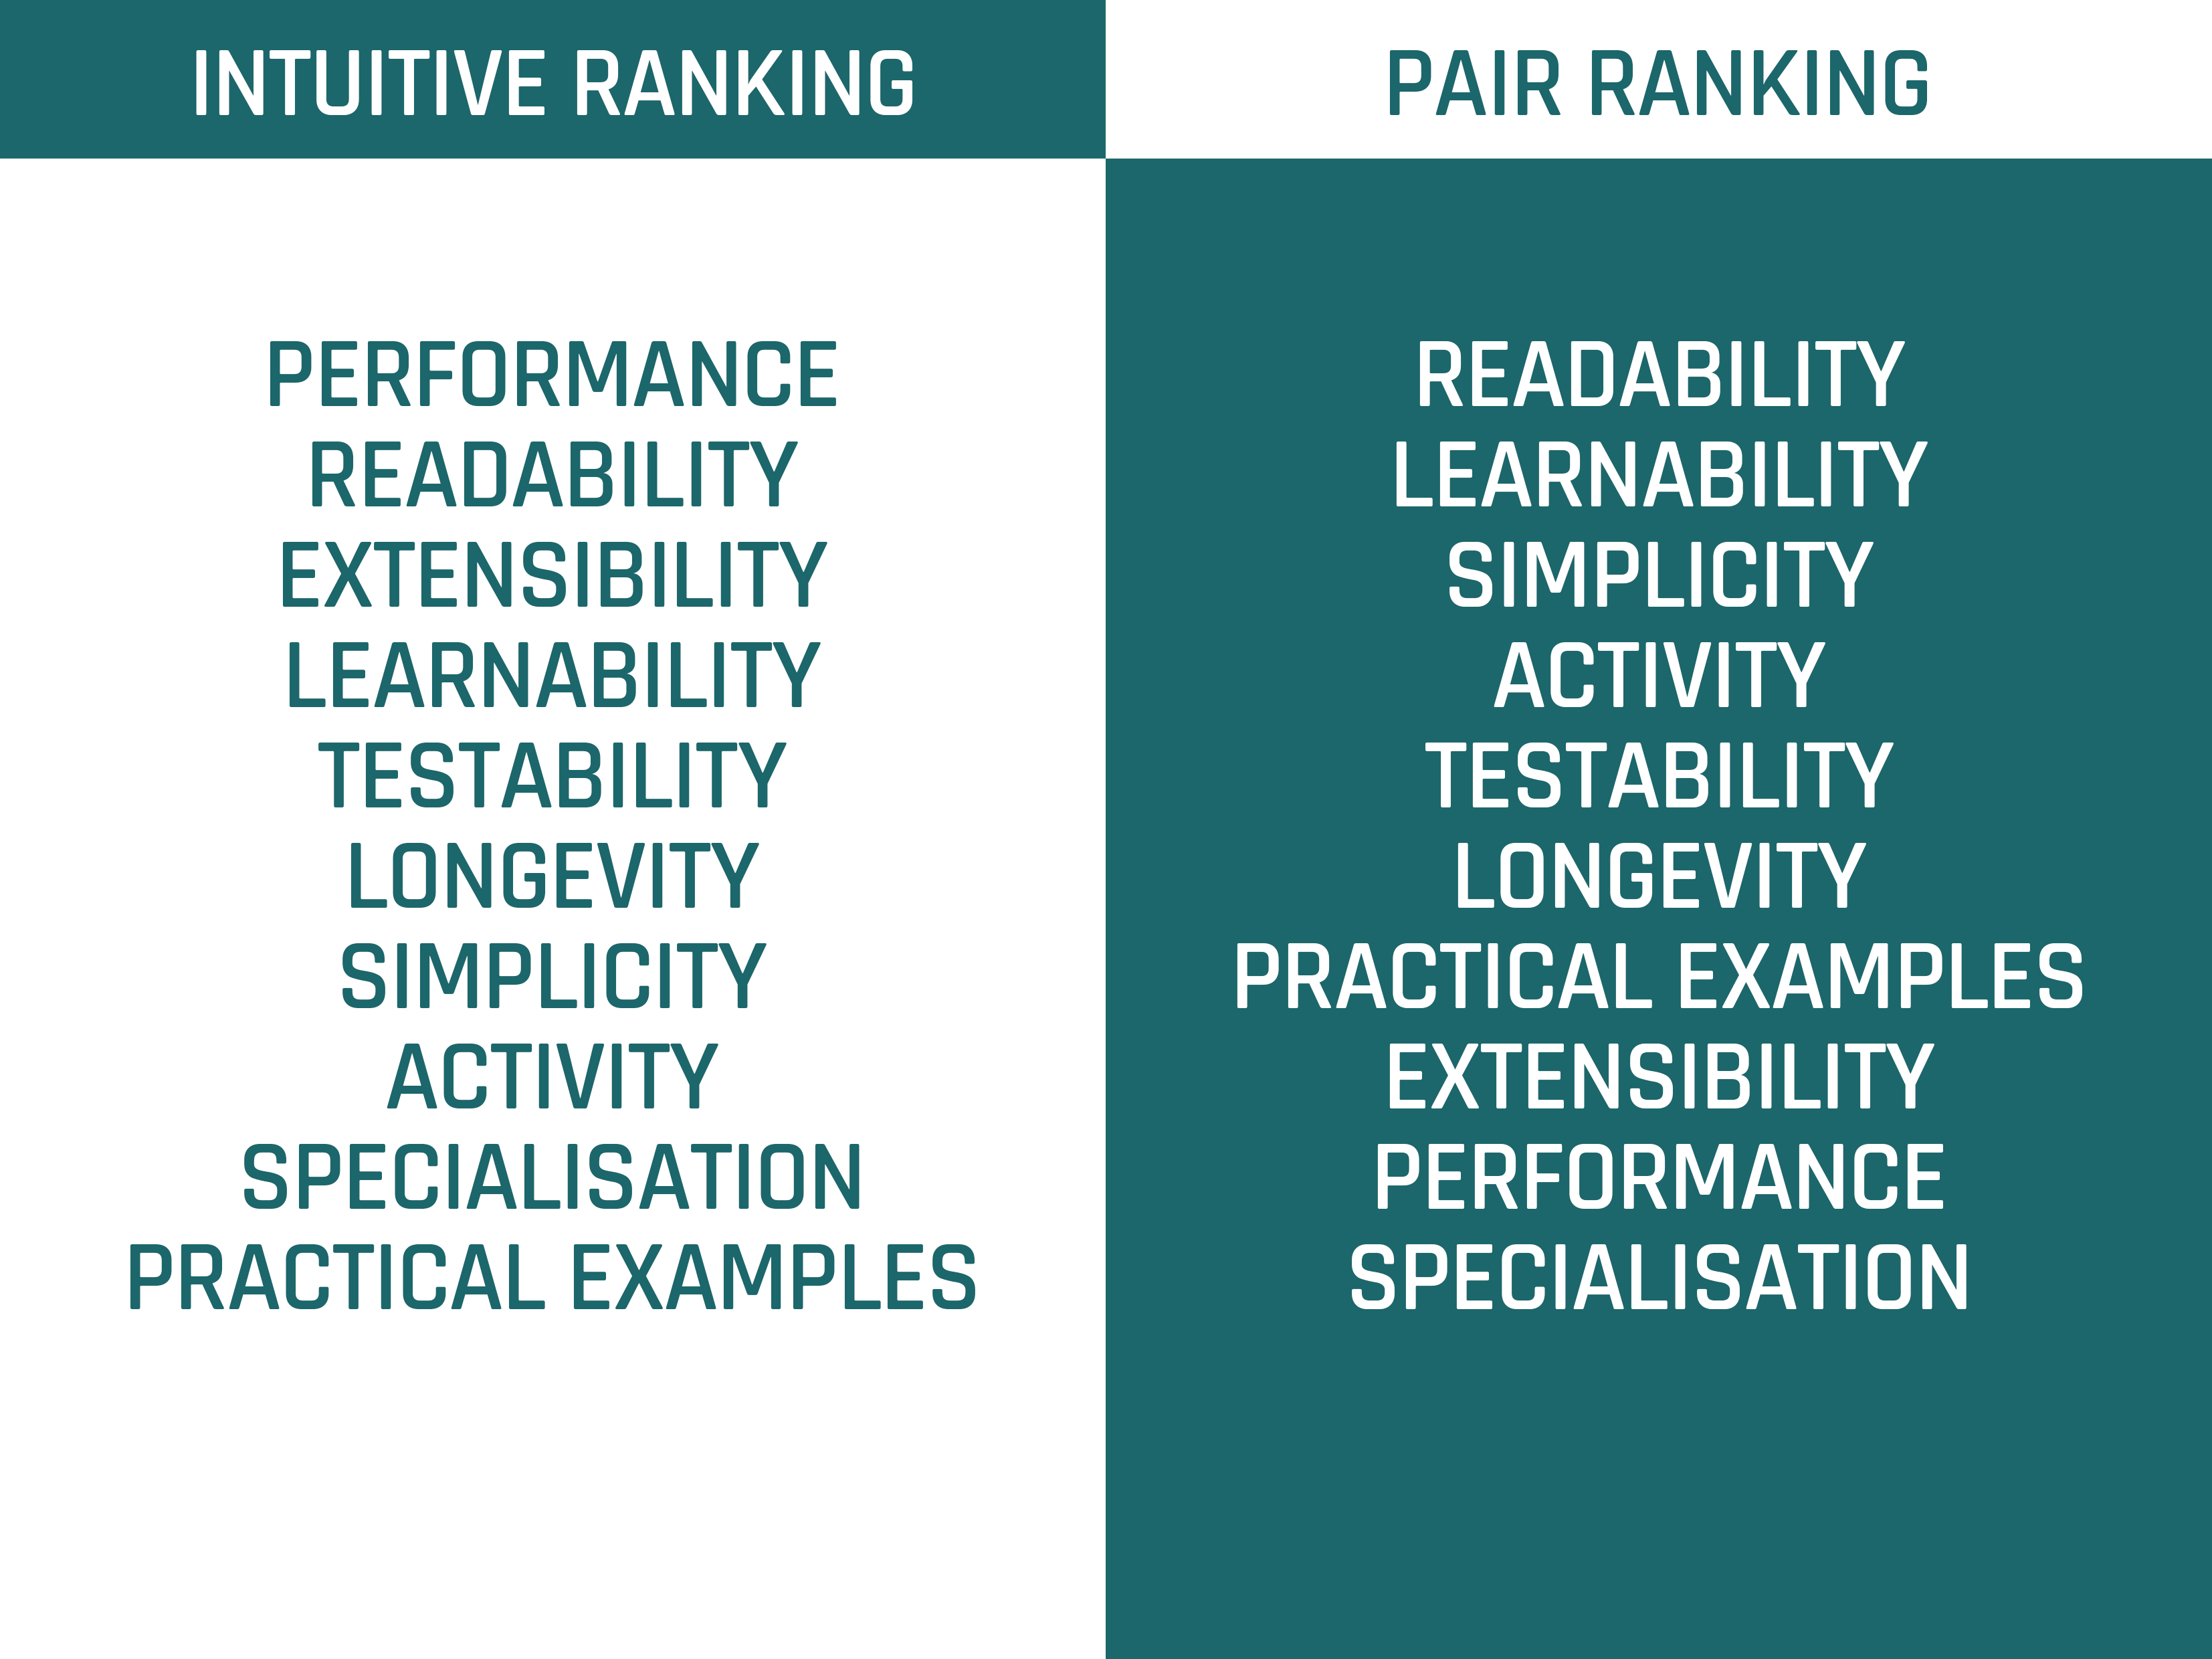 INTUITIVE RANKING
PERFORMANCE
READABILITY
EXTENSIBILITY
LEARNABILITY
TESTABILITY
LONGEVITY
SIMPLICITY
ACTIVITY
SPECIALISATION
PRACTICAL EXAMPLES
PAIR RANKING
READABILITY
LEARNABILITY
SIMPLICITY
ACTIVITY
TESTABILITY
LONGEVITY
PRACTICAL EXAMPLES
EXTENSIBILITY
PERFORMANCE
SPECIALISATION